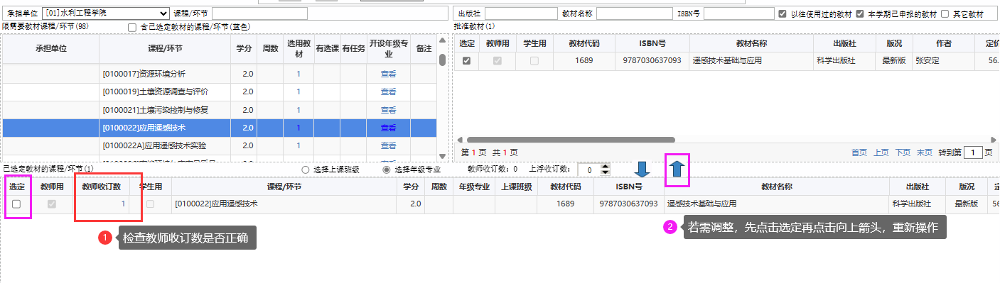 承担单位 [01]水利工程学院 课程/环节 出版社 教材名称 ISBN号 以往使用过的教材 本学期已申报的教材 其它教材
限需要教材课程/环节(98) 含已选定教材的课程/环节(蓝色) 批准教材(1)
承担单位 课程/环节 学分 周数 选用教材 有选课 有任务 开设年级专业 备注
[0100017]资源环境分析 2.0 1 查看
[0100019]土壤资源调查与评价 2.0 1 查看
[0100021]土壤污染控制与修复 2.0 1 查看
[0100022]应用遥感技术 2.0 1 查看
[0100022A]应用遥感技术实验 2.0 1 查看
选定 教师用 学生用 教材代码 ISBN号 教材名称 出版社 版况 作者 定价
1689 9787030637093 遥感技术基础与应用 科学出版社 最新版 张安定 56.
第 1 页 共 1 页 首页 上页 下页 末页 转到第 1 页
已选定教材的课程/环节(1) 选择上课班级 选择年级专业 教师收订数：0 上浮收订数： 0
选定 教师用 教师收订数 学生用 课程/环节 学分 周数 年级专业 上课班级 教材代码 ISBN号 教材名称 出版社 版况 定
1 [0100022]应用遥感技术 2.0 1689 9787030637093 遥感技术基础与应用 科学出版社 最新版 56
1 检查教师收订数是否正确
2 若需调整，先点击选定再点击向上箭头，重新操作